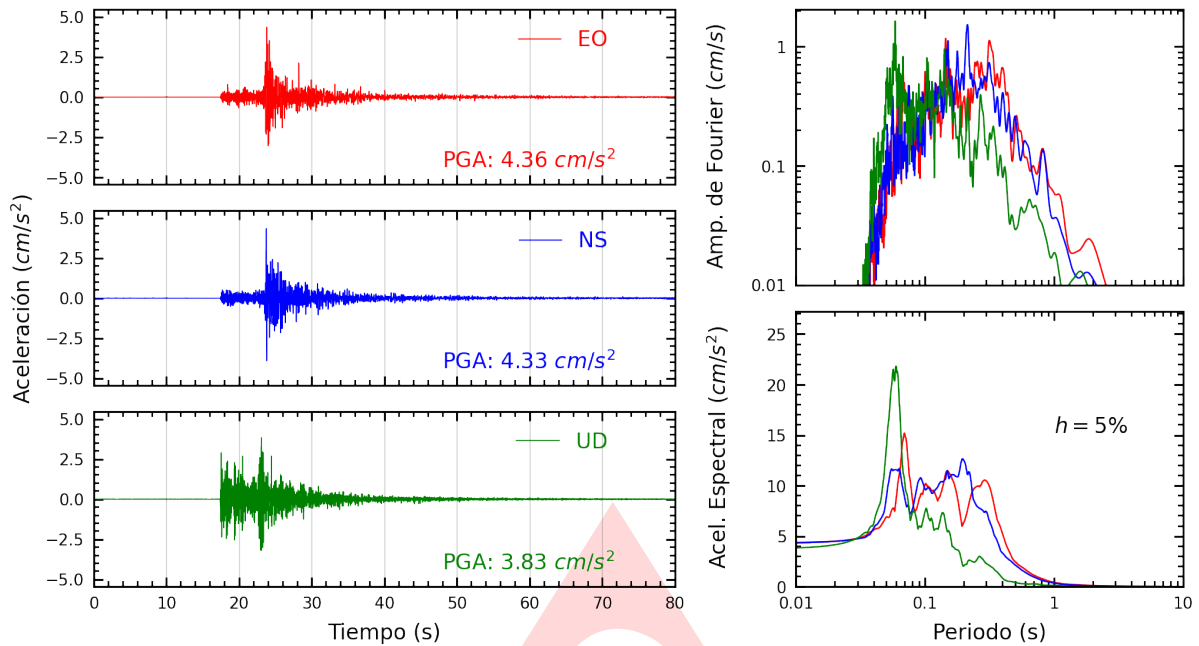 Aceleración (cm/s²)
5.0
2.5
0.0
−2.5
−5.0
EO
PGA: 4.36 cm/s²
5.0
2.5
0.0
−2.5
−5.0
NS
PGA: 4.33 cm/s²
5.0
2.5
0.0
−2.5
−5.0
UD
PGA: 3.83 cm/s²
0 10 20 30 40 50 60 70 80
Tiempo (s)
Amp. de Fourier (cm/s)
1
0.1
0.01
Acel. Espectral (cm/s²)
25
20
15
10
5
0
h = 5%
0.01 0.1 1 10
Periodo (s)